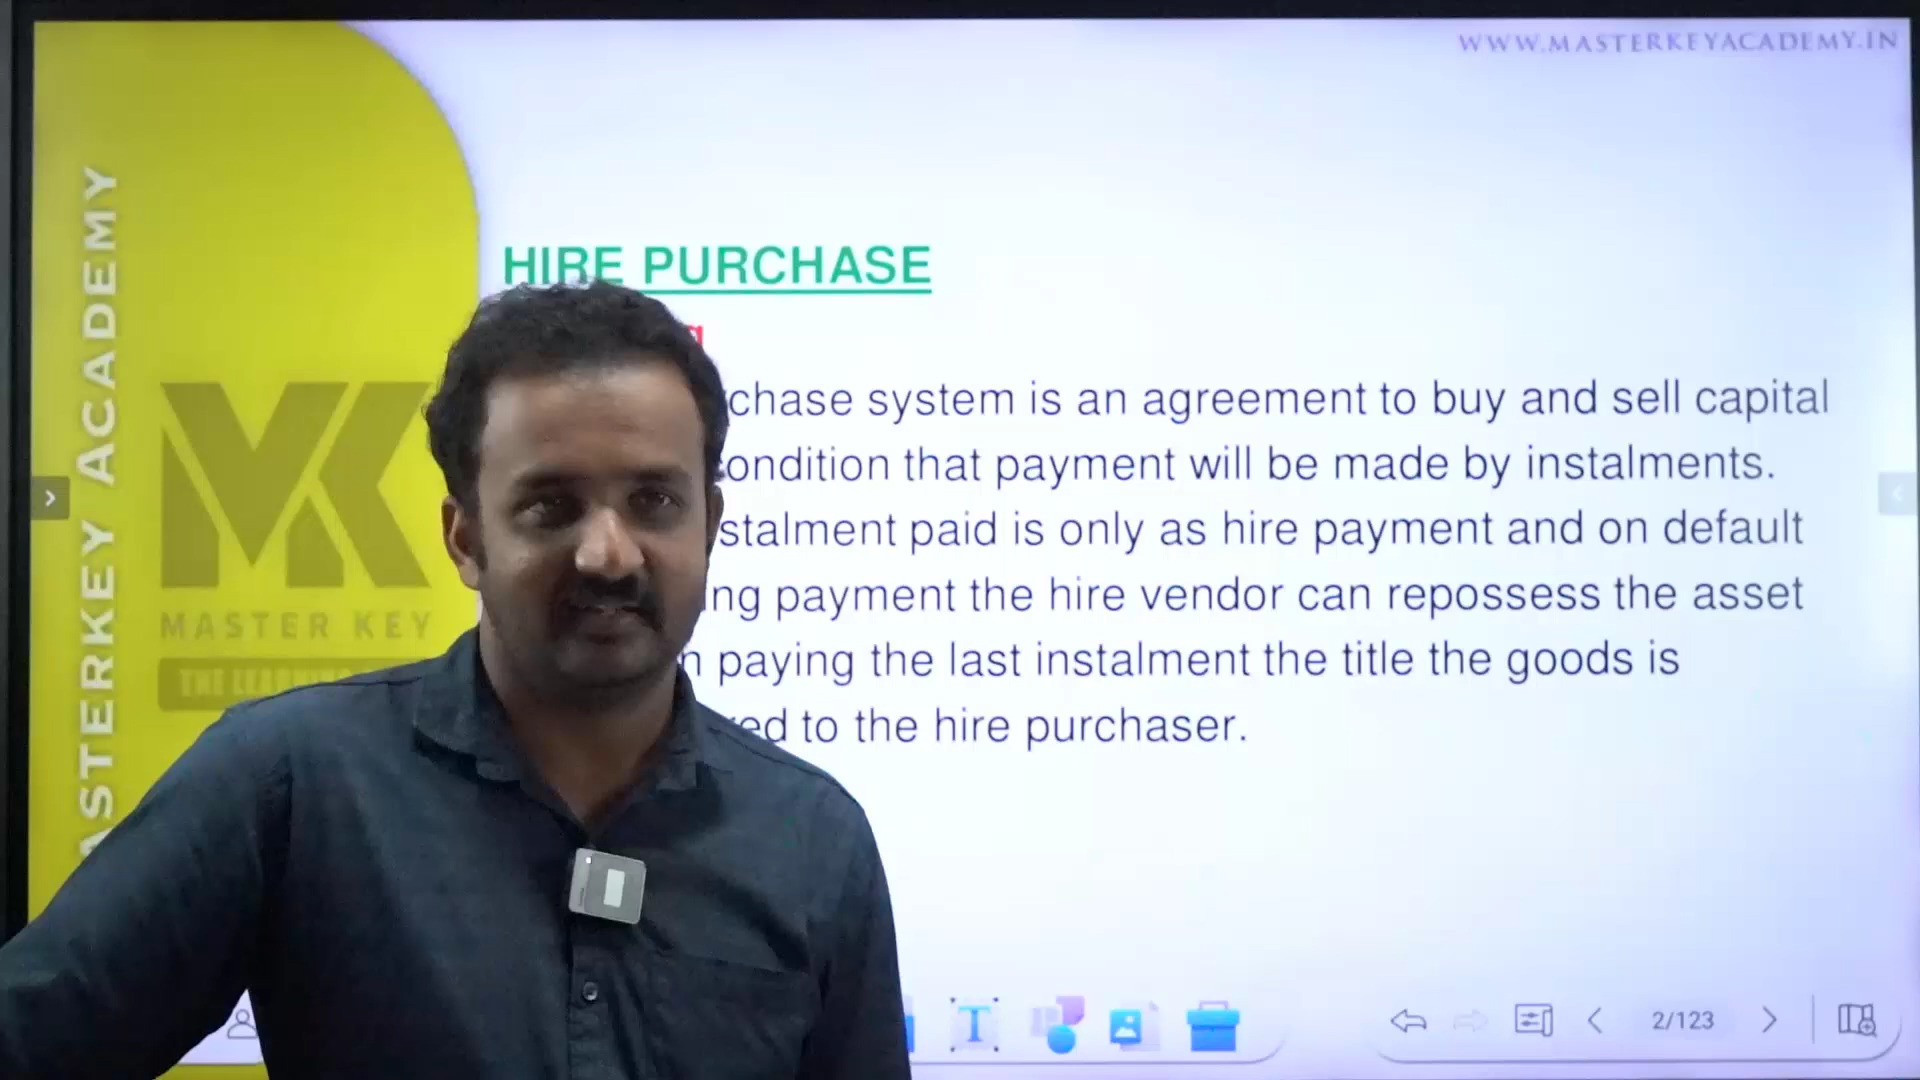 WWW.MASTERKEYACADEMY.IN
MASTERKEY ACADEMY
MASTER KEY
THE
HIRE PURCHASE
chase system is an agreement to buy and sell capital
ondition that payment will be made by instalments.
stalment paid is only as hire payment and on default
ng payment the hire vendor can repossess the asset
n paying the last instalment the title the goods is
ed to the hire purchaser.
T
2/123